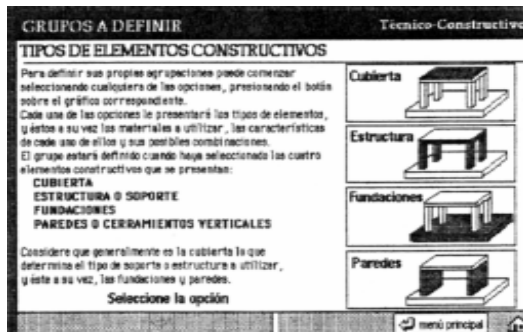 GRUPOS A DEFINIR
Técnico-Constructivo
TIPOS DE ELEMENTOS CONSTRUCTIVOS
Para definir sus propias agrupaciones puede comenzar
seleccionando cualquiera de las opciones, presionando el botón
sobre el gráfico correspondiente.
Cada una de las opciones le presentará los tipos de elementos,
y éstos a su vez los materiales a utilizar, las características
de cada uno de ellos y sus posibles combinaciones.
El grupo estará definido cuando haya seleccionado los cuatro
elementos constructivos que se presentan:
CUBIERTA
ESTRUCTURA O SOPORTE
FUNDACIONES
PAREDES O CERRAMIENTOS VERTICALES
Considere que generalmente es la cubierta la que
determina el tipo de soporte o estructura a utilizar,
y éste a su vez, las fundaciones y paredes.
Seleccione la opción
Cubierta
Estructura
Fundaciones
Paredes
menú principal